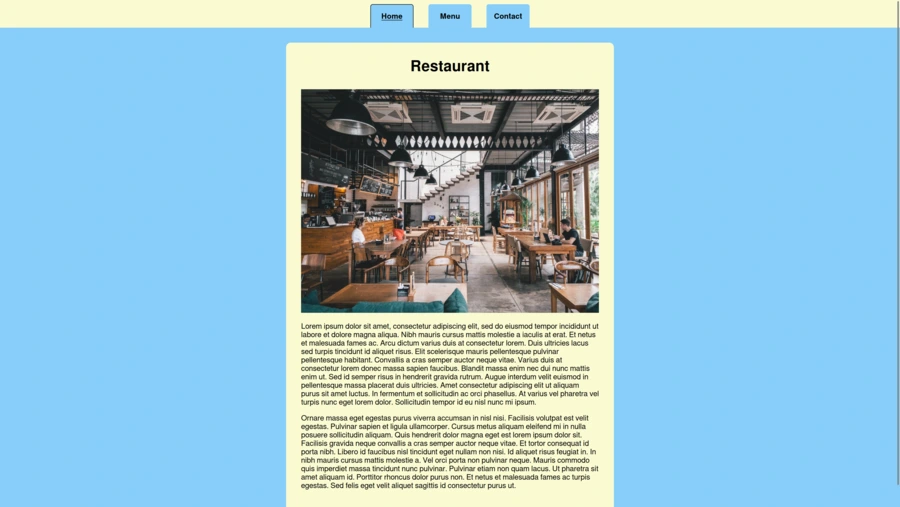 Home
Menu
Contact
Restaurant
Lorem ipsum dolor sit amet, consectetur adipiscing elit, sed do eiusmod tempor incididunt ut
labore et dolore magna aliqua. Nibh mauris cursus mattis molestie a iaculis at erat. Et netus
et malesuada fames ac. Arcu dictum varius duis at consectetur lorem. Duis ultricies lacus
sed turpis tincidunt id aliquet risus. Elit scelerisque mauris pellentesque pulvinar
pellentesque habitant. Convallis a cras semper auctor neque vitae. Varius duis at
consectetur lorem donec massa sapien faucibus. Blandit massa enim nec dui nunc mattis
enim ut. Sed id semper risus in hendrerit gravida rutrum. Augue interdum velit euismod in
pellentesque massa placerat duis ultricies. Amet consectetur adipiscing elit ut aliquam
purus sit amet luctus. In fermentum et sollicitudin ac orci phasellus. At varius vel pharetra vel
turpis nunc eget lorem dolor. Sollicitudin tempor id eu nisl nunc mi ipsum.
Ornare massa eget egestas purus viverra accumsan in nisl nisi. Facilisis volutpat est velit
egestas. Pulvinar sapien et ligula ullamcorper. Cursus metus aliquam eleifend mi in nulla
posuere sollicitudin aliquam. Quis hendrerit dolor magna eget est lorem ipsum dolor sit.
Facilisis gravida neque convallis a cras semper auctor neque vitae. Et tortor consequat id
porta nibh. Libero id faucibus nisl tincidunt eget nullam non nisi. Id aliquet risus feugiat in. In
nibh mauris cursus mattis molestie a. Vel orci porta non pulvinar neque. Mauris commodo
quis imperdiet massa tincidunt nunc pulvinar. Pulvinar etiam non quam lacus. Ut pharetra sit
amet aliquam id. Porttitor rhoncus dolor purus non. Et netus et malesuada fames ac turpis
egestas. Sed felis eget velit aliquet sagittis id consectetur purus ut.